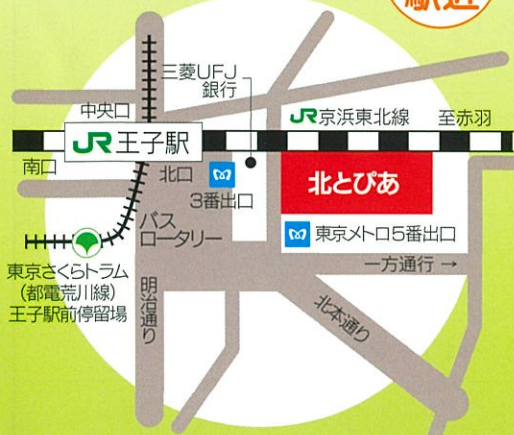 駅近
三菱UFJ
銀行
中央口
JR京浜東北線
至赤羽
JR王子駅
南口
北口
3番出口
北とぴあ
バス
ロータリー
東京メトロ5番出口
一方通行 →
東京さくらトラム
(都電荒川線)
王子駅前停留場
明治通り
北本通り